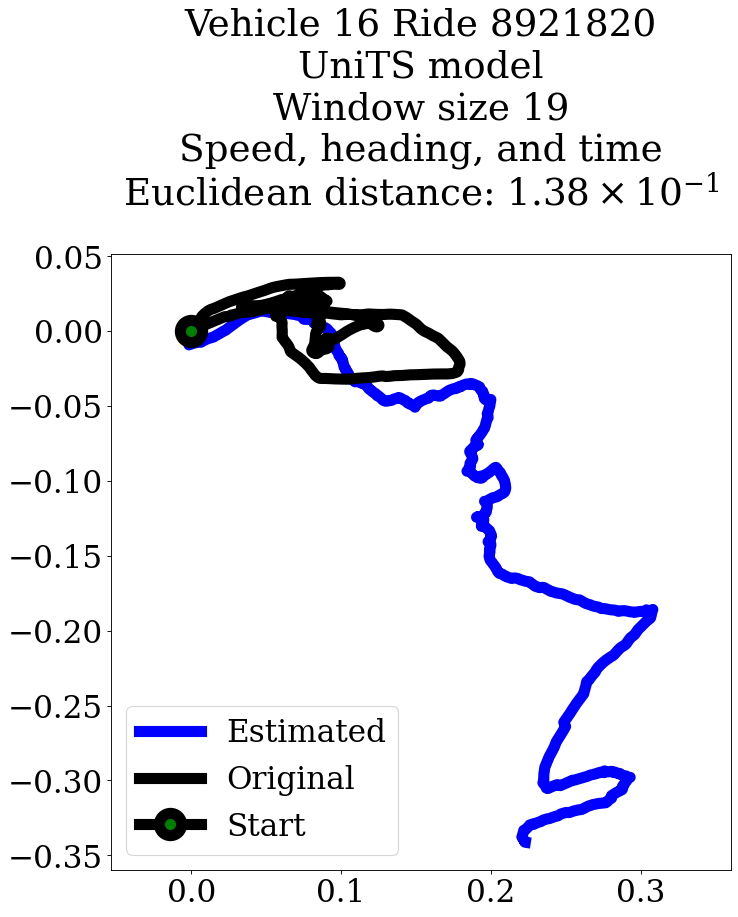 Vehicle 16 Ride 8921820
UniTS model
Window size 19
Speed, heading, and time
Euclidean distance: 1.38 × 10⁻¹
0.05
0.00
−0.05
−0.10
−0.15
−0.20
−0.25
−0.30
−0.35
Estimated
Original
Start
0.0 0.1 0.2 0.3